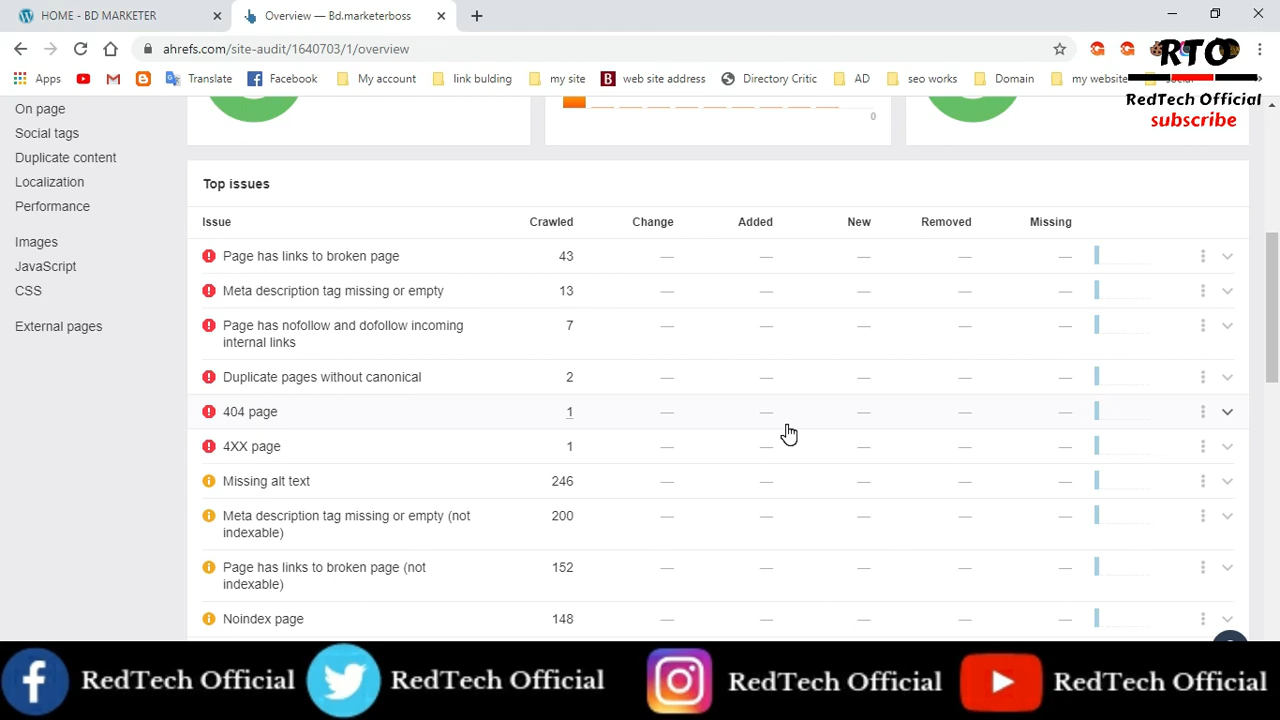 HOME - BD MARKETER
Overview — Bd.marketerboss
ahrefs.com/site-audit/1640703/1/overview
Apps
Translate
Facebook
My account
link bulding
my site
B
web site address
Directory Critic
AD
seo works
Domain
my website
RTO
RedTech Official
subscribe
On page
Social tags
Duplicate content
Localization
Performance
Images
JavaScript
CSS
External pages
0
Top issues
Issue Crawled Change Added New Removed Missing
Page has links to broken page 43 — — — — —
Meta description tag missing or empty 13 — — — — —
Page has nofollow and dofollow incoming 7 — — — — —
internal links
Duplicate pages without canonical 2 — — — — —
404 page 1 — — — — —
4XX page 1 — — — — —
Missing alt text 246 — — — — —
Meta description tag missing or empty (not 200 — — — — —
indexable)
Page has links to broken page (not 152 — — — — —
indexable)
Noindex page 148 — — — — —
RedTech Official RedTech Official RedTech Official RedTech Official